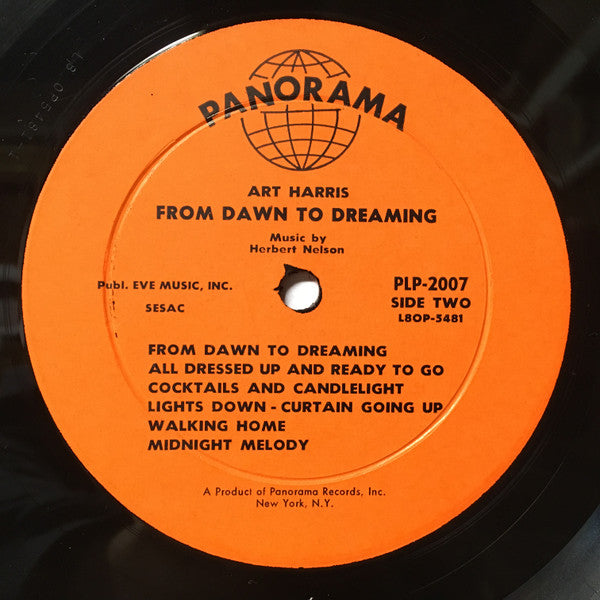 PANORAMA
ART HARRIS
FROM DAWN TO DREAMING
Music by
Herbert Nelson
Publ. EVE MUSIC, INC.
SESAC
PLP-2007
SIDE TWO
L8OP-5481
FROM DAWN TO DREAMING
ALL DRESSED UP AND READY TO GO
COCKTAILS AND CANDLELIGHT
LIGHTS DOWN - CURTAIN GOING UP
WALKING HOME
MIDNIGHT MELODY
A Product of Panorama Records, Inc.
New York, N.Y.